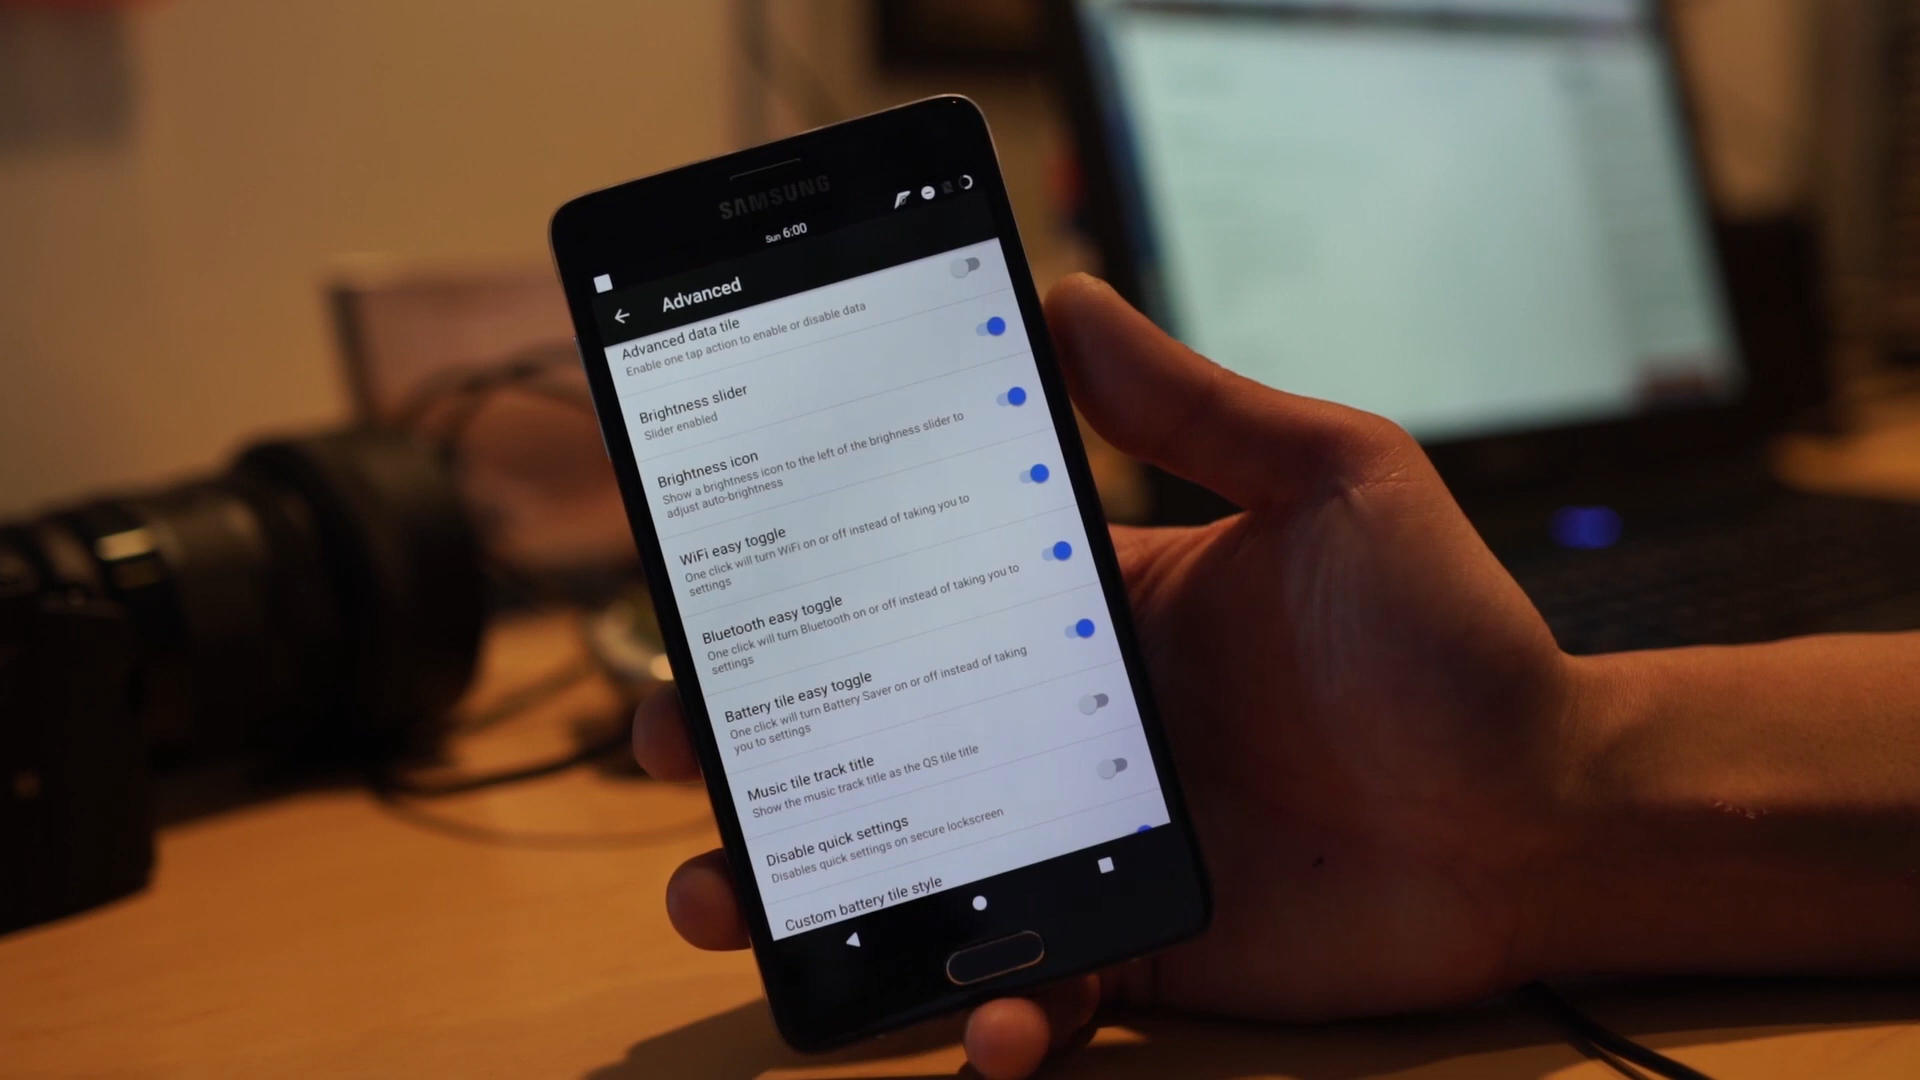 SAMSUNG
Sun 6:00
Advanced
Advanced data tile
Enable one tap action to enable or disable data
Brightness slider
Slider enabled
Brightness icon
Show a brightness icon to the left of the brighness slider to
adjust auto-brightness
WiFi easy toggle
One click will turn WiFi on or off instead of taking you to
settings
Bluetooth easy toggle
One click will turn Bluetooth on or off instead of taking you to
settings
Battery tile easy toggle
One click will turn Battery Saver on or off instead of taking
you to settings
Music tile track title
Show the music track title as the QS tile title
Disable quick settings
Disables quick settings on secure lockscreen
Custom battery tile style